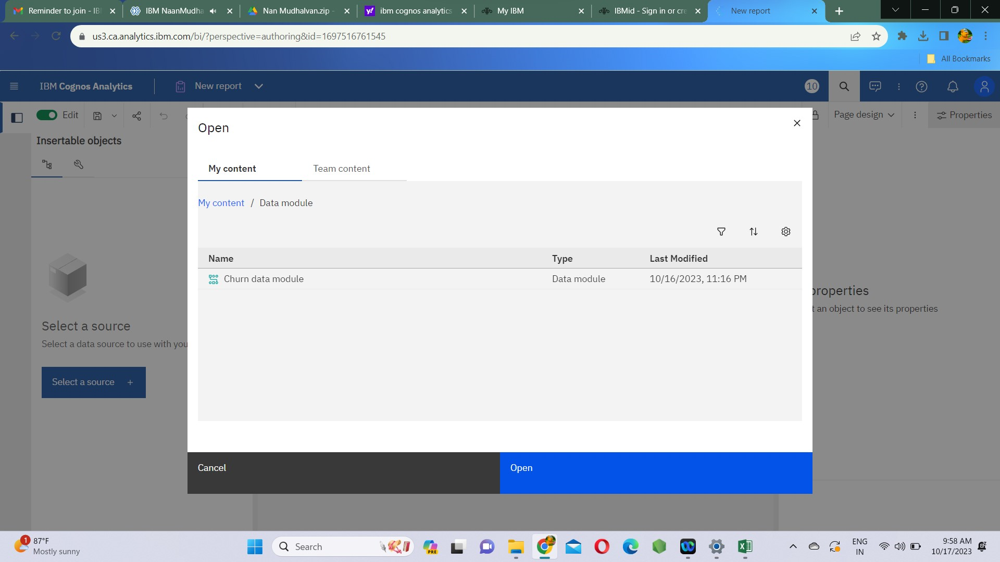 Reminder to join - IB
IBM NaanMudha
Nan Mudhalvan.zip -
ibm cognos analytics
My IBM
IBMid - Sign in or cre
New report
us3.ca.analytics.ibm.com/bi/?perspective=authoring&id=1697516761545
All Bookmarks
IBM Cognos Analytics
New report
10
Edit
Page design
Properties
Insertable objects
Open
My content
Team content
My content / Data module
Name
Type
Last Modified
Churn data module
Data module
10/16/2023, 11:16 PM
properties
t an object to see its properties
Select a source
Select a data source to use with you
Select a source +
Cancel
Open
1
87°F
Mostly sunny
Search
PRE
ENG
IN
9:58 AM
10/17/2023